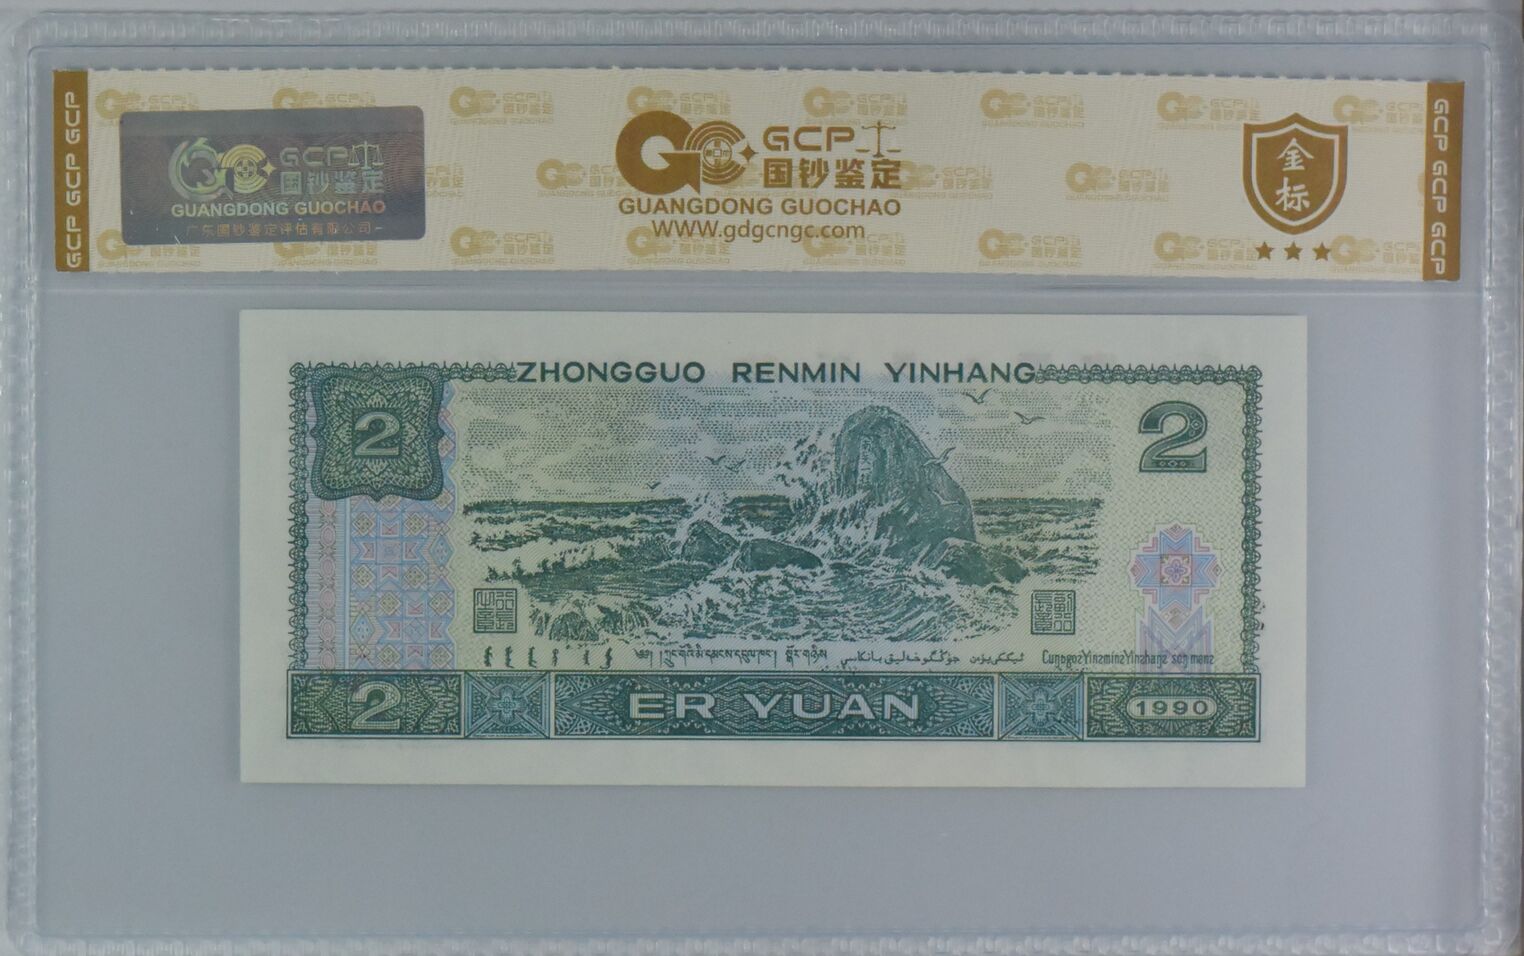 GCP GCP GCP
GCP
国钞鉴定
GUANGDONG GUOCHAO
广东国钞鉴定评估有限公司
GCP
国钞鉴定
GUANGDONG GUOCHAO
WWW.gdgcngc.com
金标
GCP GCP GCP
ZHONGGUO RENMIN YINHANG
2
2
2
ER YUAN
1990